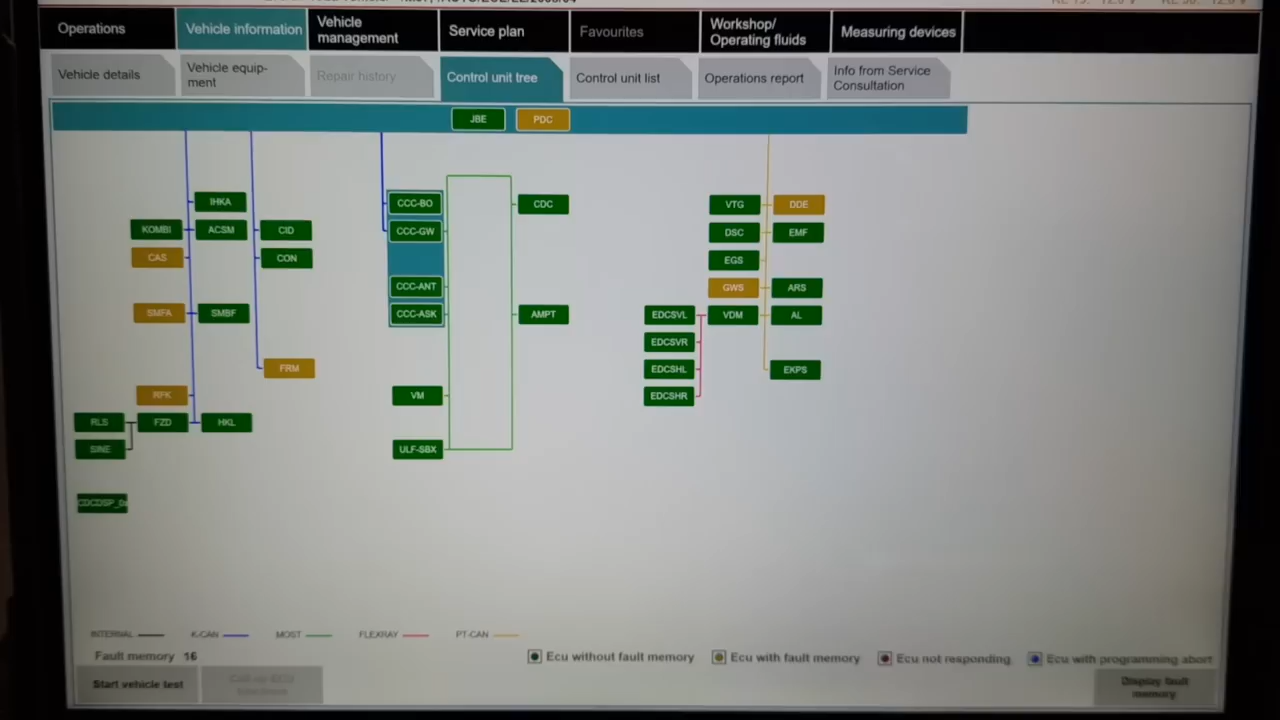 Operations
Vehicle information
Vehicle
management
Service plan
Favourites
Workshop/
Operating fluids
Measuring devices
Vehicle details
Vehicle equip-
ment
Repair history
Control unit tree
Control unit list
Operations report
Info from Service
Consultation
JBE
PDC
IHKA
KOMBI
ACSM
CID
CAS
CON
SMFA
SMBF
FRM
RFK
RLS
FZD
HKL
SINE
CCC-BO
CCC-GW
CCC-ANT
CCC-ASK
CDC
AMPT
VM
ULF-SBX
VTG
DDE
DSC
EMF
EGS
GWS
ARS
EDCSVL
VDM
AL
EDCSVR
EDCSHL
EKPS
EDCSHR
INTERNAL
K-CAN
MOST
FLEXRAY
PT-CAN
Fault memory 16
Ecu without fault memory
Ecu with fault memory
Ecu not responding
Ecu with programming abort
Start vehicle test
Display fault
memory